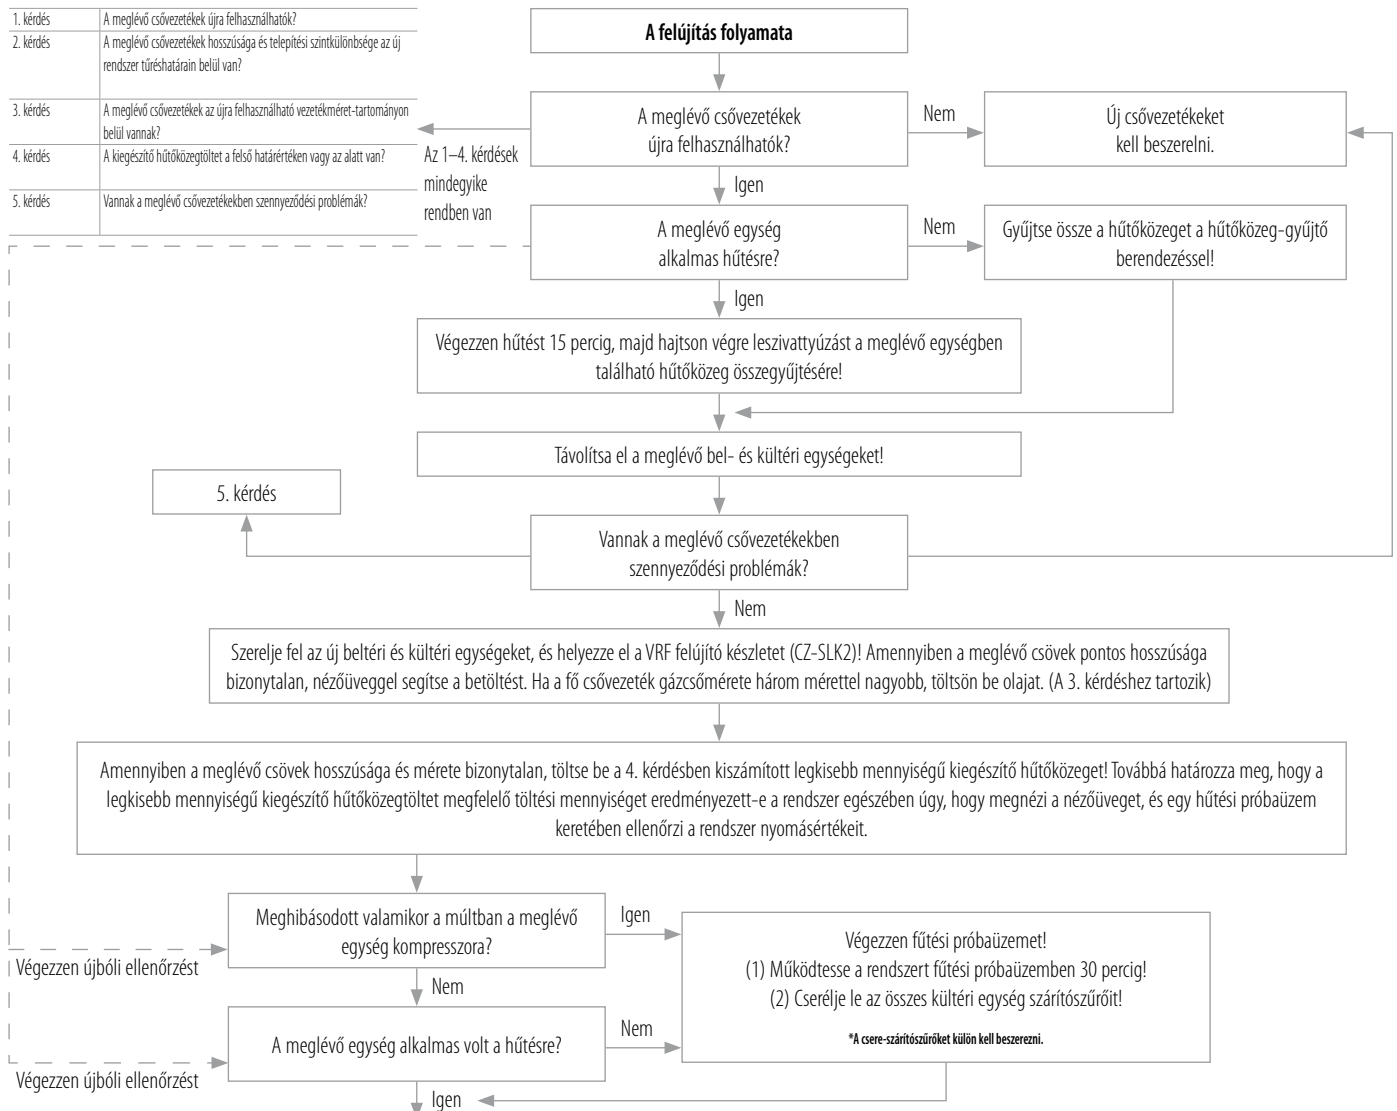 1. kérdés A meglévő csővezetékek újra felhasználhatók?
2. kérdés A meglévő csővezetékek hosszúsága és telepítési szintkülönbsége az új
rendszer tűréshatárain belül van?
3. kérdés A meglévő csővezetékek az újra felhasználható vezetékméret-tartományon
belül vannak?
4. kérdés A kiegészítő hűtőközegtöltet a felső határértéken vagy az alatt van?
5. kérdés Vannak a meglévő csővezetékekben szennyeződési problémák?
A felújítás folyamata
A meglévő csővezetékek
újra felhasználhatók?
Nem
Új csővezetékeket
kell beszerelni.
Az 1–4. kérdések
mindegyike
rendben van
Igen
A meglévő egység
alkalmas hűtésre?
Nem
Gyűjtse össze a hűtőközeget a hűtőközeg-gyűjtő
berendezéssel!
Igen
Végezzen hűtést 15 percig, majd hajtson végre leszivattyúzást a meglévő egységben
található hűtőközeg összegyűjtésére!
Távolítsa el a meglévő bel- és kültéri egységeket!
5. kérdés
Vannak a meglévő csővezetékekben
szennyeződési problémák?
Nem
Szerelje fel az új beltéri és kültéri egységeket, és helyezze el a VRF felújító készletet (CZ-SLK2)! Amennyiben a meglévő csövek pontos hosszúsága
bizonytalan, nézőüveggel segítse a betöltést. Ha a fő csővezeték gázcsőmérete három mérettel nagyobb, töltsön be olajat. (A 3. kérdéshez tartozik)
Amennyiben a meglévő csövek hosszúsága és mérete bizonytalan, töltse be a 4. kérdésben kiszámított legkisebb mennyiségű kiegészítő hűtőközeget! Továbbá határozza meg, hogy a
legkisebb mennyiségű kiegészítő hűtőközegtöltet megfelelő töltési mennyiséget eredményezett-e a rendszer egészében úgy, hogy megnézi a nézőüveget, és egy hűtési próbaüzem
keretében ellenőrzi a rendszer nyomásértékeit.
Meghibásodott valamikor a múltban a meglévő
egység kompresszora?
Igen
Végezzen fűtési próbaüzemet!
(1) Működtesse a rendszert fűtési próbaüzemben 30 percig!
(2) Cserélje le az összes kültéri egység szárítószűrőit!
*A csere-szárítószűrőket külön kell beszerezni.
Végezzen újbóli ellenőrzést
Nem
A meglévő egység alkalmas volt a hűtésre?
Nem
Végezzen újbóli ellenőrzést
Igen